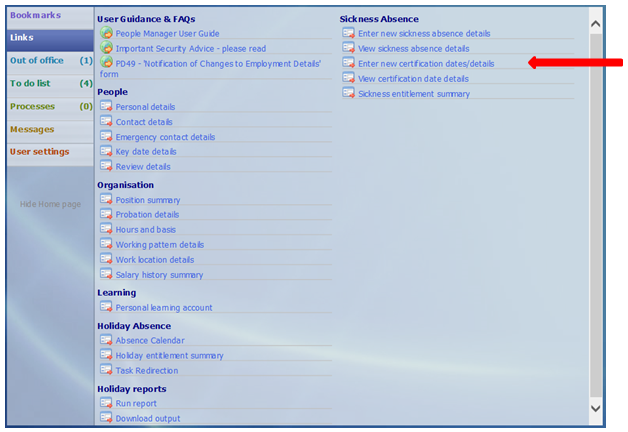 Bookmarks
Links
Out of office (1)
To do list (4)
Processes (0)
Messages
User settings
Hide Home page
User Guidance & FAQs
People Manager User Guide
Important Security Advice - please read
PD49 - 'Notification of Changes to Employment Details'
form
People
Personal details
Contact details
Emergency contact details
Key date details
Review details
Organisation
Position summary
Probation details
Hours and basis
Working pattern details
Work location details
Salary history summary
Learning
Personal learning account
Holiday Absence
Absence Calendar
Holiday entitlement summary
Task Redirection
Holiday reports
Run report
Download output
Sickness Absence
Enter new sickness absence details
View sickness absence details
Enter new certification dates/details
View certification date details
Sickness entitlement summary